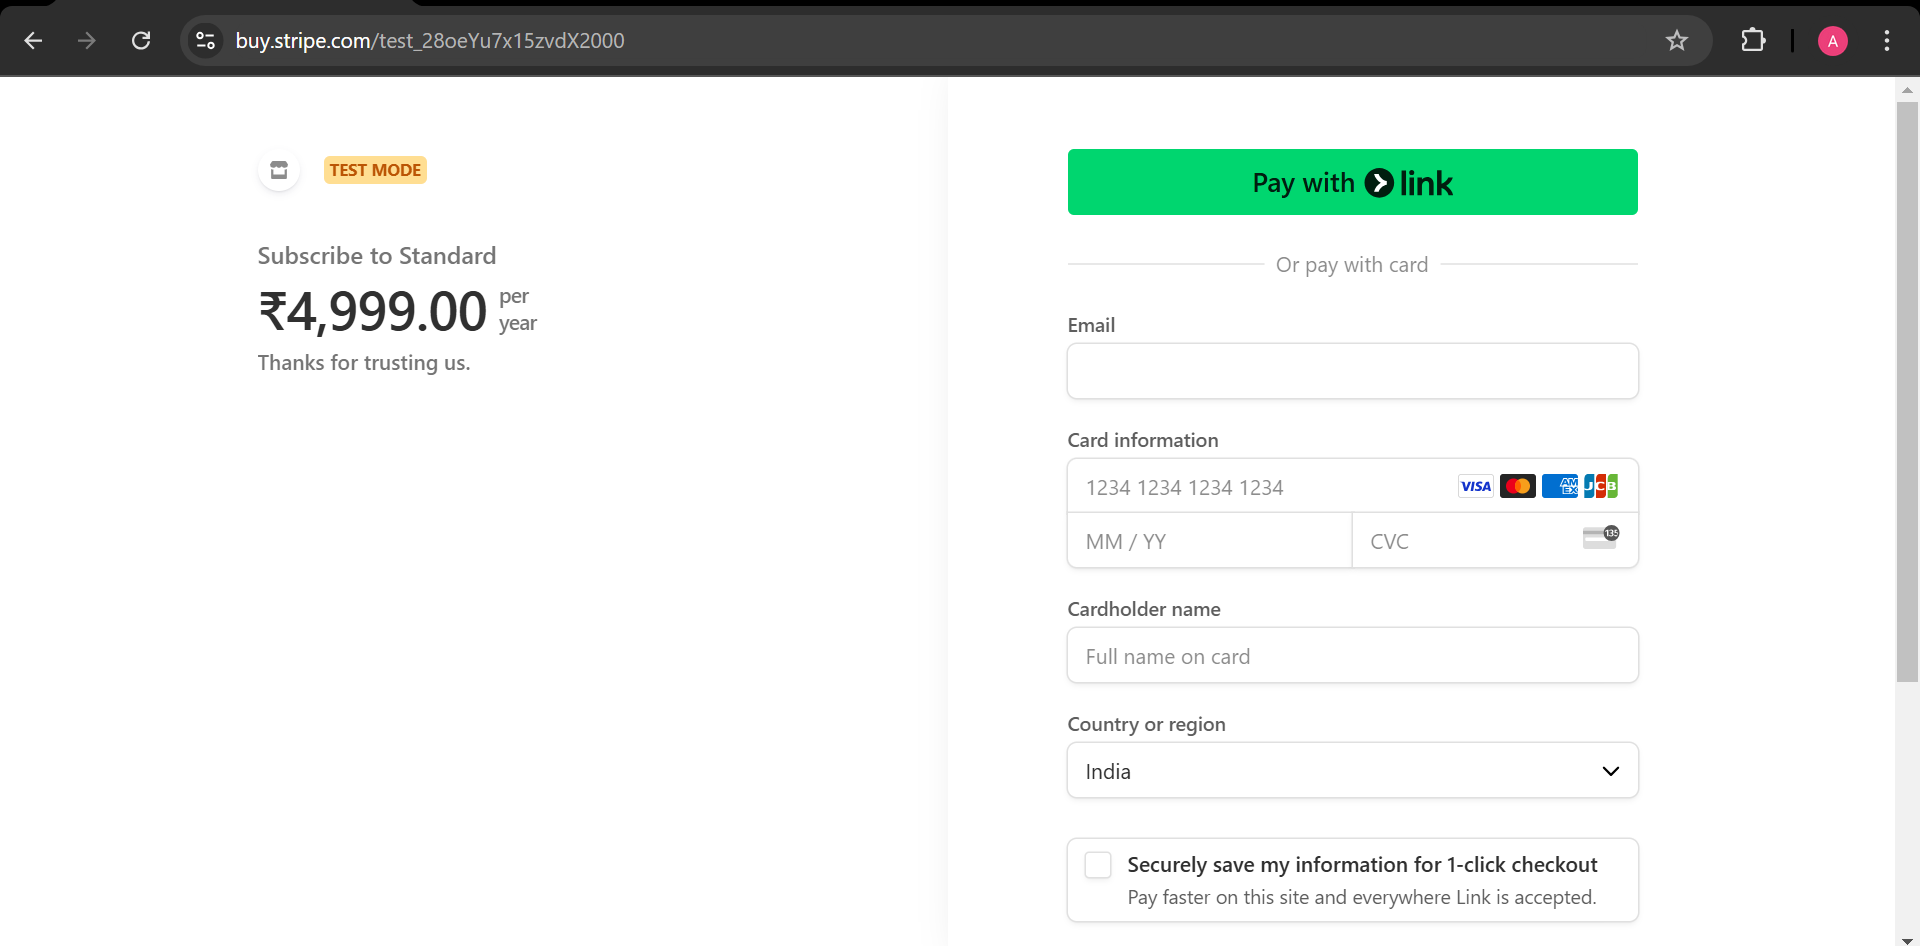 buy.stripe.com/test_28oeYu7x15zvdX2000
A
TEST MODE
Subscribe to Standard
₹4,999.00 per year
Thanks for trusting us.
Pay with link
Or pay with card
Email
Card information
1234 1234 1234 1234 VISA AMEX JCB
MM / YY CVC 135
Cardholder name
Full name on card
Country or region
India
Securely save my information for 1-click checkout
Pay faster on this site and everywhere Link is accepted.